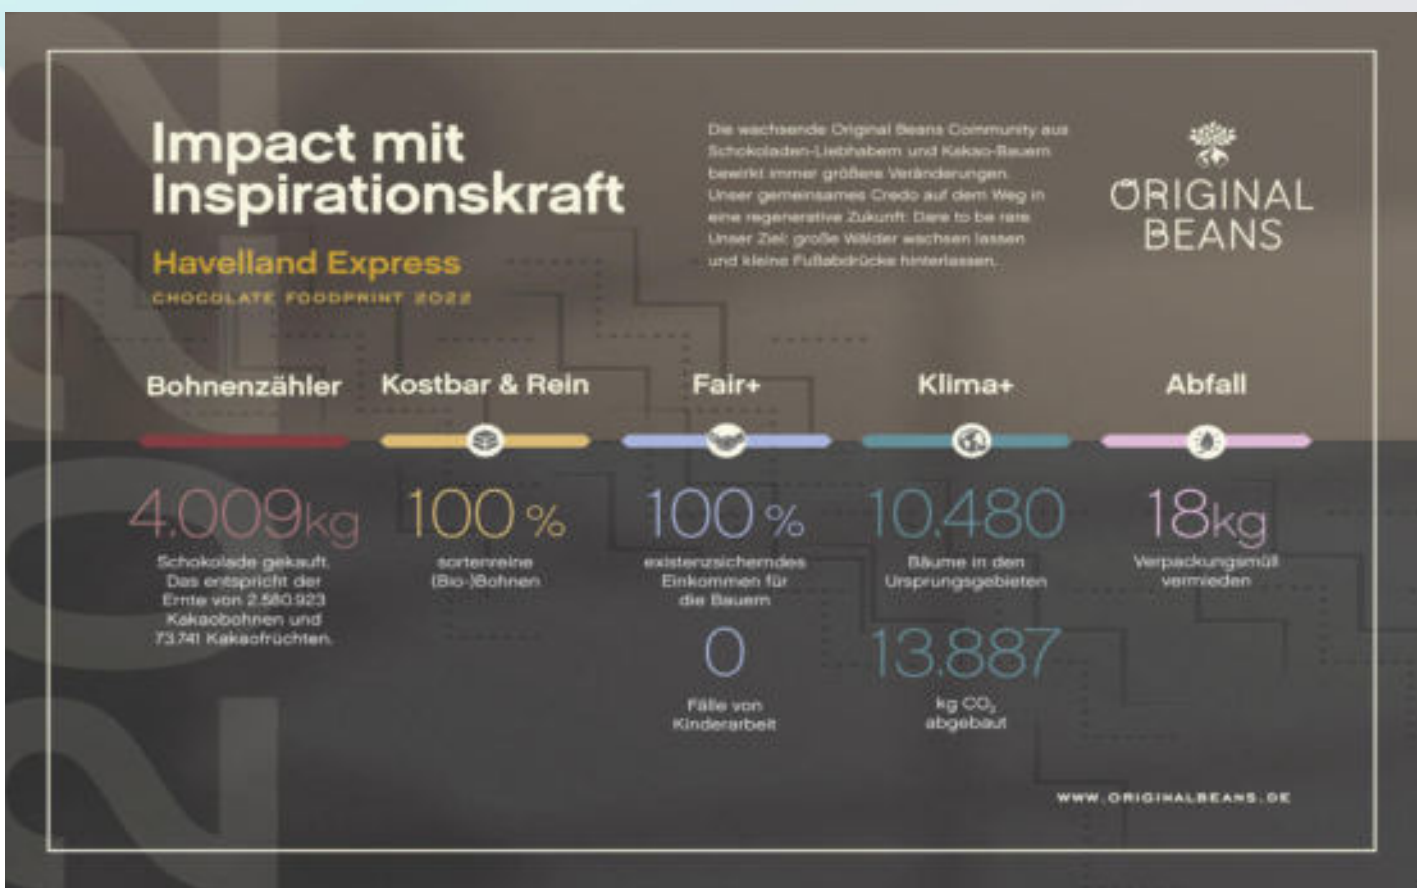 Impact mit
Inspirationskraft
Havelland Express
CHOCOLATE FOODPRINT 2022
Die wachsende Original Beans Community aus
Schokoladen-Liebhabern und Kakao-Bauern
bewirkt immer größere Veränderungen.
Unser gemeinsames Credo auf dem Weg in
eine regenerative Zukunft: Dare to be rare
Unser Ziel: große Wälder wachsen lassen
und kleine Fußabdrücke hinterlassen.
ORIGINAL
BEANS
Bohnenzähler
4.009kg
Schokolade gekauft.
Das entspricht der
Ernte von 2.580.923
Kakaobohnen und
73.741 Kakaofrüchten.
Kostbar & Rein
100 %
sortenreine
(Bio-)Bohnen
Fair+
100 %
existenzsicherndes
Einkommen für
die Bauern
0
Fälle von
Kinderarbeit
Klima+
10.480
Bäume in den
Ursprungsgebieten
13.887
kg CO₂
abgebaut
Abfall
18kg
Verpackungsmüll
vermieden
WWW.ORIGINALBEANS.DE
2022